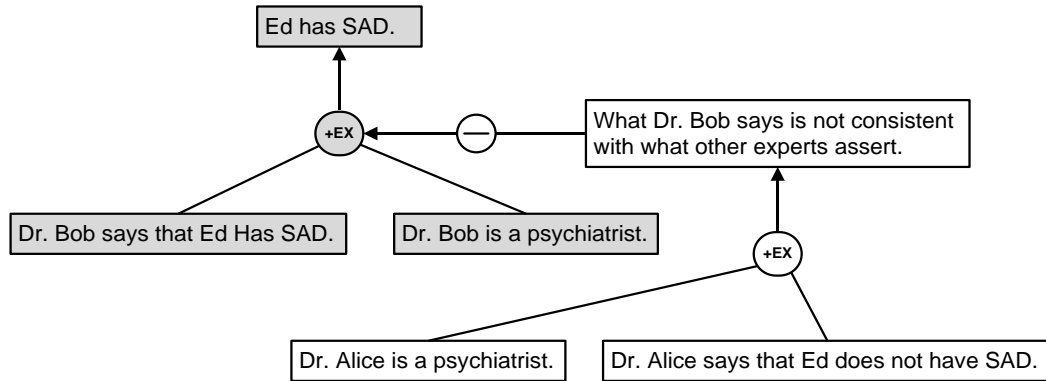 Ed has SAD.
+EX
What Dr. Bob says is not consistent
with what other experts assert.
Dr. Bob says that Ed Has SAD.
Dr. Bob is a psychiatrist.
+EX
Dr. Alice is a psychiatrist.
Dr. Alice says that Ed does not have SAD.